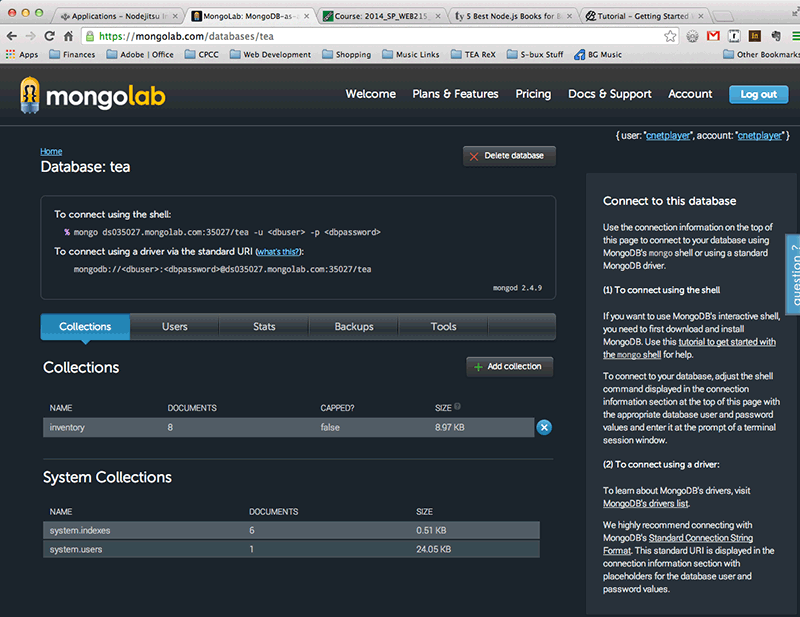 Applications – Nodejitsu In
MongoLab: MongoDB-as-
Course: 2014_SP_WEB215_
5 Best Node.js Books for B
Tutorial – Getting Started
https://mongolab.com/databases/tea
Apps Finances Adobe | Office CPCC Web Development Shopping Music Links TEA ReX S-bux Stuff BG Music Other Bookmarks
mongolab
Welcome Plans & Features Pricing Docs & Support Account Log out
{ user: "cnetplayer", account: "cnetplayer" }
Home
Database: tea
Delete database
To connect using the shell:
% mongo ds035027.mongolab.com:35027/tea -u <dbuser> -p <dbpassword>
To connect using a driver via the standard URI (what's this?):
mongodb://<dbuser>:<dbpassword>@ds035027.mongolab.com:35027/tea
mongod 2.4.9
Collections Users Stats Backups Tools
Collections
Add collection
NAME DOCUMENTS CAPPED? SIZE
inventory 8 false 8.97 KB
System Collections
NAME DOCUMENTS SIZE
system.indexes 6 0.51 KB
system.users 1 24.05 KB
Connect to this database
Use the connection information on the top of
this page to connect to your database using
MongoDB's mongo shell or using a standard
MongoDB driver.
(1) To connect using the shell
If you want to use MongoDB's interactive shell,
you need to first download and install
MongoDB. Use this tutorial to get started with
the mongo shell for help.
To connect to your database, adjust the shell
command displayed in the connection
information section at the top of this page with
the appropriate database user and password
values and enter it at the prompt of a terminal
session window.
(2) To connect using a driver:
To learn about MongoDB's drivers, visit
MongoDB's drivers list.
We highly recommend connecting with
MongoDB's Standard Connection String
Format. This standard URI is displayed in the
connection information section with
placeholders for the database user and
password values.
question ?